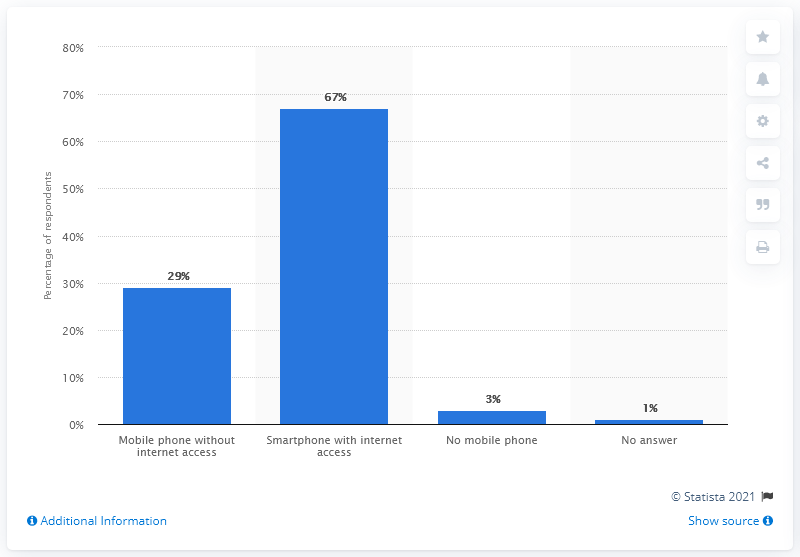 80%
70%
60%
50%
40%
30%
20%
10%
0%
Percentage of respondents
29%
67%
3%
1%
Mobile phone without
internet access
Smartphone with internet
access
No mobile phone
No answer
© Statista 2021
Additional Information
Show source